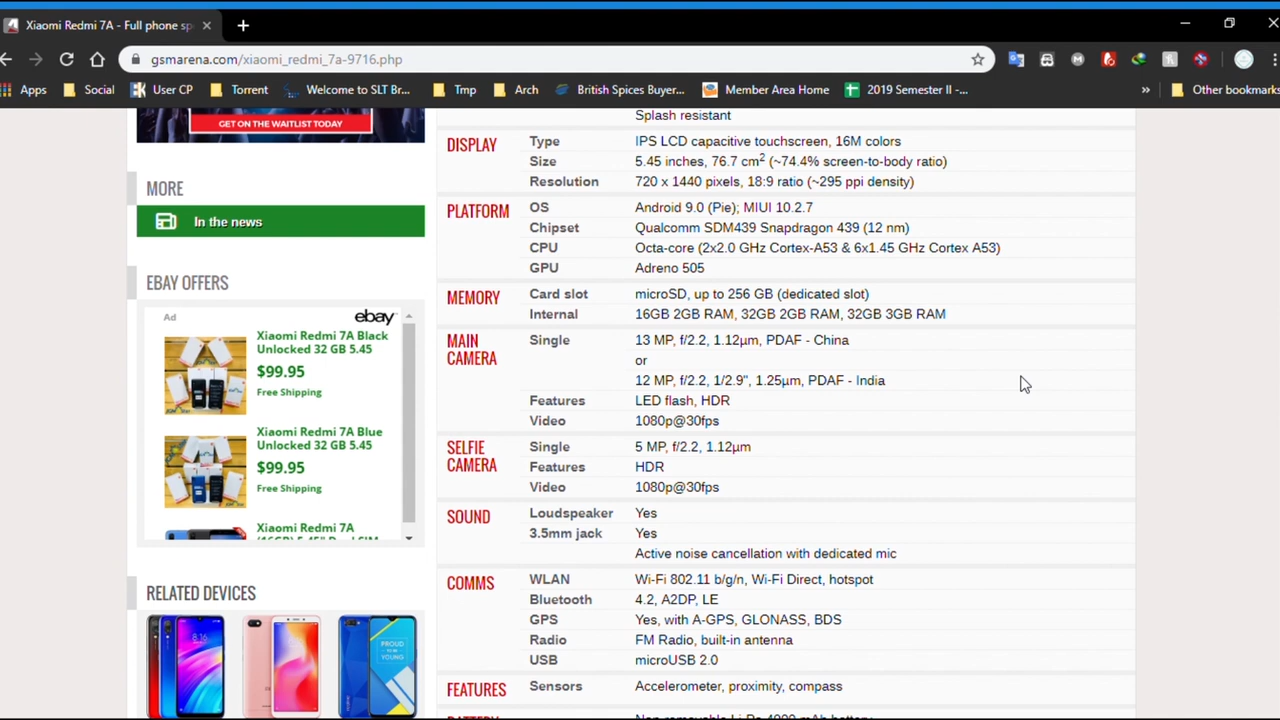 Xiaomi Redmi 7A - Full phone sp
gsmarena.com/xiaomi_redmi_7a-9716.php
Apps Social User CP Torrent Welcome to SLT Br... Tmp Arch British Spices Buyer... Member Area Home 2019 Semester II -... » Other bookmarks
GET ON THE WAITLIST TODAY
MORE
In the news
EBAY OFFERS
Ad ebay
Xiaomi Redmi 7A Black
Unlocked 32 GB 5.45
$99.95
Free Shipping
Xiaomi Redmi 7A Blue
Unlocked 32 GB 5.45
$99.95
Free Shipping
Xiaomi Redmi 7A
(16GB) 5.45" Dual SIM
RELATED DEVICES
8:16
PROUD
TO BE
YOUNG
Splash resistant
DISPLAY Type IPS LCD capacitive touchscreen, 16M colors
Size 5.45 inches, 76.7 cm2 (~74.4% screen-to-body ratio)
Resolution 720 x 1440 pixels, 18:9 ratio (~295 ppi density)
PLATFORM OS Android 9.0 (Pie); MIUI 10.2.7
Chipset Qualcomm SDM439 Snapdragon 439 (12 nm)
CPU Octa-core (2x2.0 GHz Cortex-A53 & 6x1.45 GHz Cortex A53)
GPU Adreno 505
MEMORY Card slot microSD, up to 256 GB (dedicated slot)
Internal 16GB 2GB RAM, 32GB 2GB RAM, 32GB 3GB RAM
MAIN CAMERA Single 13 MP, f/2.2, 1.12µm, PDAF - China
or
12 MP, f/2.2, 1/2.9", 1.25µm, PDAF - India
Features LED flash, HDR
Video 1080p@30fps
SELFIE CAMERA Single 5 MP, f/2.2, 1.12µm
Features HDR
Video 1080p@30fps
SOUND Loudspeaker Yes
3.5mm jack Yes
Active noise cancellation with dedicated mic
COMMS WLAN Wi-Fi 802.11 b/g/n, Wi-Fi Direct, hotspot
Bluetooth 4.2, A2DP, LE
GPS Yes, with A-GPS, GLONASS, BDS
Radio FM Radio, built-in antenna
USB microUSB 2.0
FEATURES Sensors Accelerometer, proximity, compass